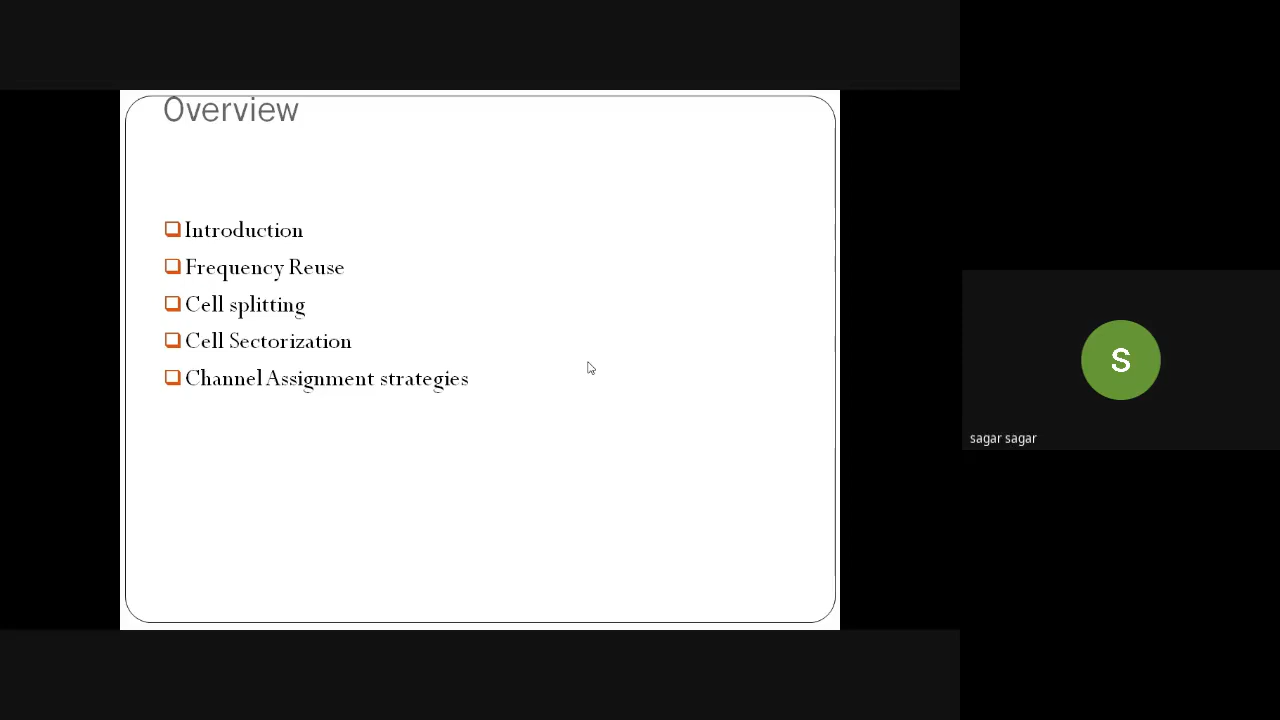 Overview
Introduction
Frequency Reuse
Cell splitting
Cell Sectorization
Channel Assignment strategies
S
sagar sagar